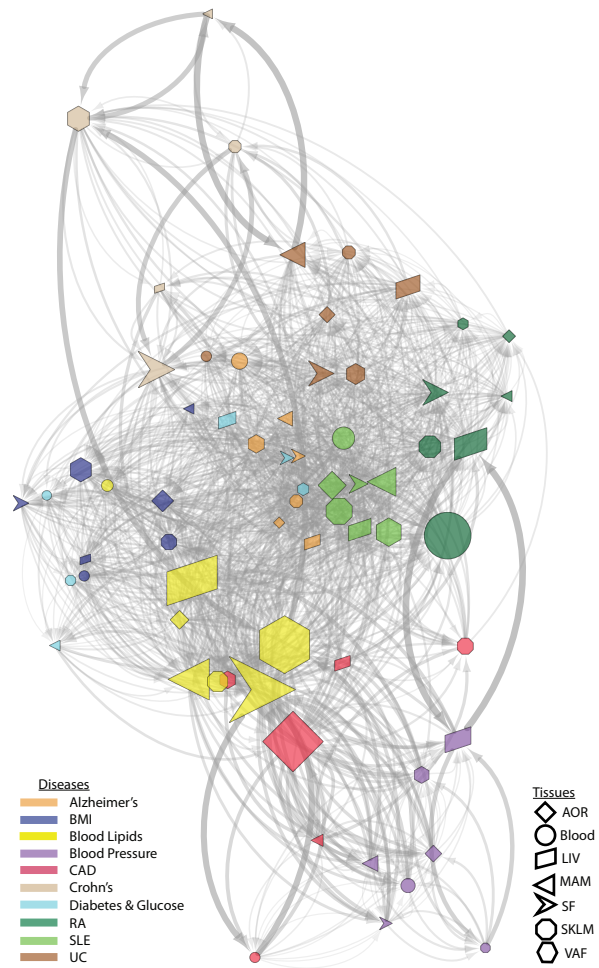 Diseases
Alzheimer's
BMI
Blood Lipids
Blood Pressure
CAD
Crohn's
Diabetes & Glucose
RA
SLE
UC
Tissues
AOR
Blood
LIV
MAM
SF
SKLM
VAF